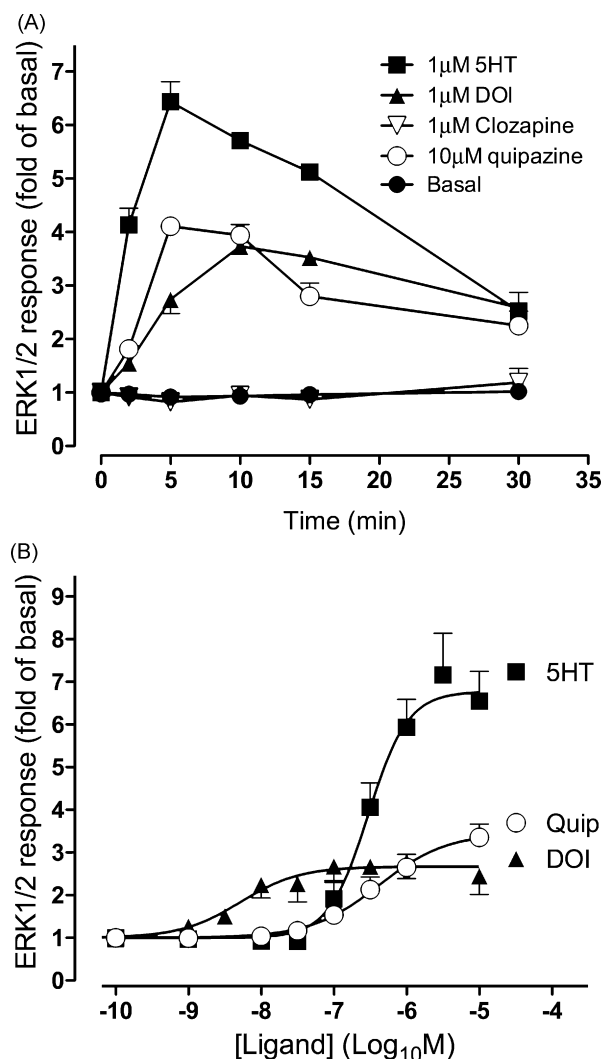 (A)
ERK1/2 response (fold of basal)
7
6
5
4
3
2
1
0
1μM 5HT
1μM DOI
1μM Clozapine
10μM quipazine
Basal
0 5 10 15 20 25 30 35
Time (min)
(B)
ERK1/2 response (fold of basal)
9
8
7
6
5
4
3
2
1
0
5HT
Quip
DOI
-10 -9 -8 -7 -6 -5 -4
[Ligand] (Log10M)